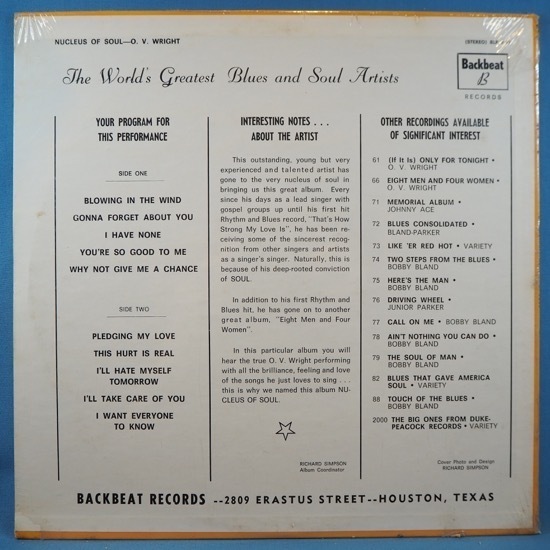 NUCLEUS OF SOUL—O. V. WRIGHT
(STEREO)
The World's Greatest Blues and Soul Artists
Backbeat
B
RECORDS
YOUR PROGRAM FOR
THIS PERFORMANCE
SIDE ONE
BLOWING IN THE WIND
GONNA FORGET ABOUT YOU
I HAVE NONE
YOU'RE SO GOOD TO ME
WHY NOT GIVE ME A CHANCE
SIDE TWO
PLEDGING MY LOVE
THIS HURT IS REAL
I'LL HATE MYSELF
TOMORROW
I'LL TAKE CARE OF YOU
I WANT EVERYONE
TO KNOW
INTERESTING NOTES . . .
ABOUT THE ARTIST
This outstanding, young but very
experienced and talented artist has
gone to the very nucleus of soul in
bringing us this great album. Every
since his days as a lead singer with
gospel groups up until his first hit
Rhythm and Blues record, "That's How
Strong My Love Is", he has been re-
ceiving some of the sincerest recog-
nition from other singers and artists
as a singer's singer. Naturally, this is
because of his deep-rooted conviction
of SOUL.
In addition to his first Rhythm and
Blues hit, he has gone on to another
great album, "Eight Men and Four
Women".
In this particular album you will
hear the true O. V. Wright performing
with all the brilliance, feeling and love
of the songs he just loves to sing . . .
this is why we named this album NU-
CLEUS OF SOUL.
RICHARD SIMPSON
Album Coordinator
OTHER RECORDINGS AVAILABLE
OF SIGNIFICANT INTEREST
61 (If It Is) ONLY FOR TONIGHT •
O. V. WRIGHT
66 EIGHT MEN AND FOUR WOMEN •
O. V. WRIGHT
71 MEMORIAL ALBUM •
JOHNNY ACE
72 BLUES CONSOLIDATED •
BLAND-PARKER
73 LIKE 'ER RED HOT • VARIETY
74 TWO STEPS FROM THE BLUES •
BOBBY BLAND
75 HERE'S THE MAN •
BOBBY BLAND
76 DRIVING WHEEL •
JUNIOR PARKER
77 CALL ON ME • BOBBY BLAND
78 AIN'T NOTHING YOU CAN DO •
BOBBY BLAND
79 THE SOUL OF MAN •
BOBBY BLAND
82 BLUES THAT GAVE AMERICA
SOUL • VARIETY
88 TOUCH OF THE BLUES •
BOBBY BLAND
2000 THE BIG ONES FROM DUKE-
PEACOCK RECORDS • VARIETY
Cover Photo and Design
RICHARD SIMPSON
BACKBEAT RECORDS --2809 ERASTUS STREET--HOUSTON, TEXAS